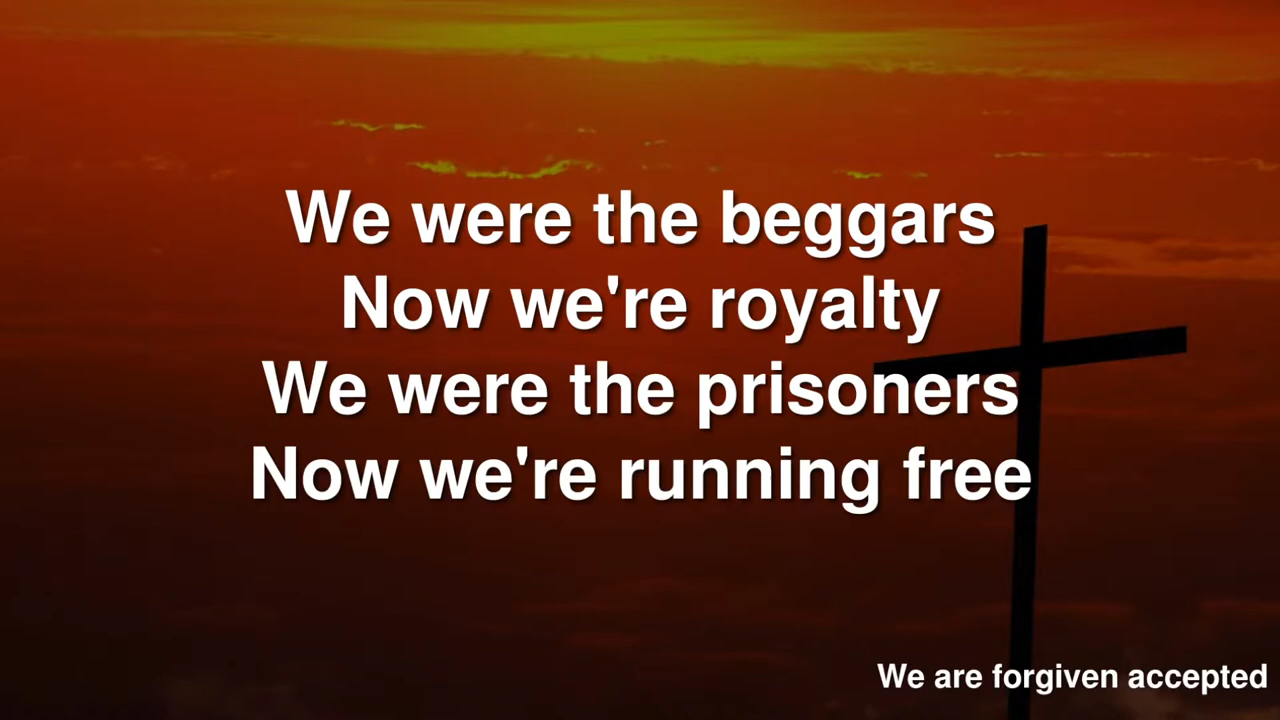 We were the beggars
Now we're royalty
We were the prisoners
Now we're running free
We are forgiven accepted